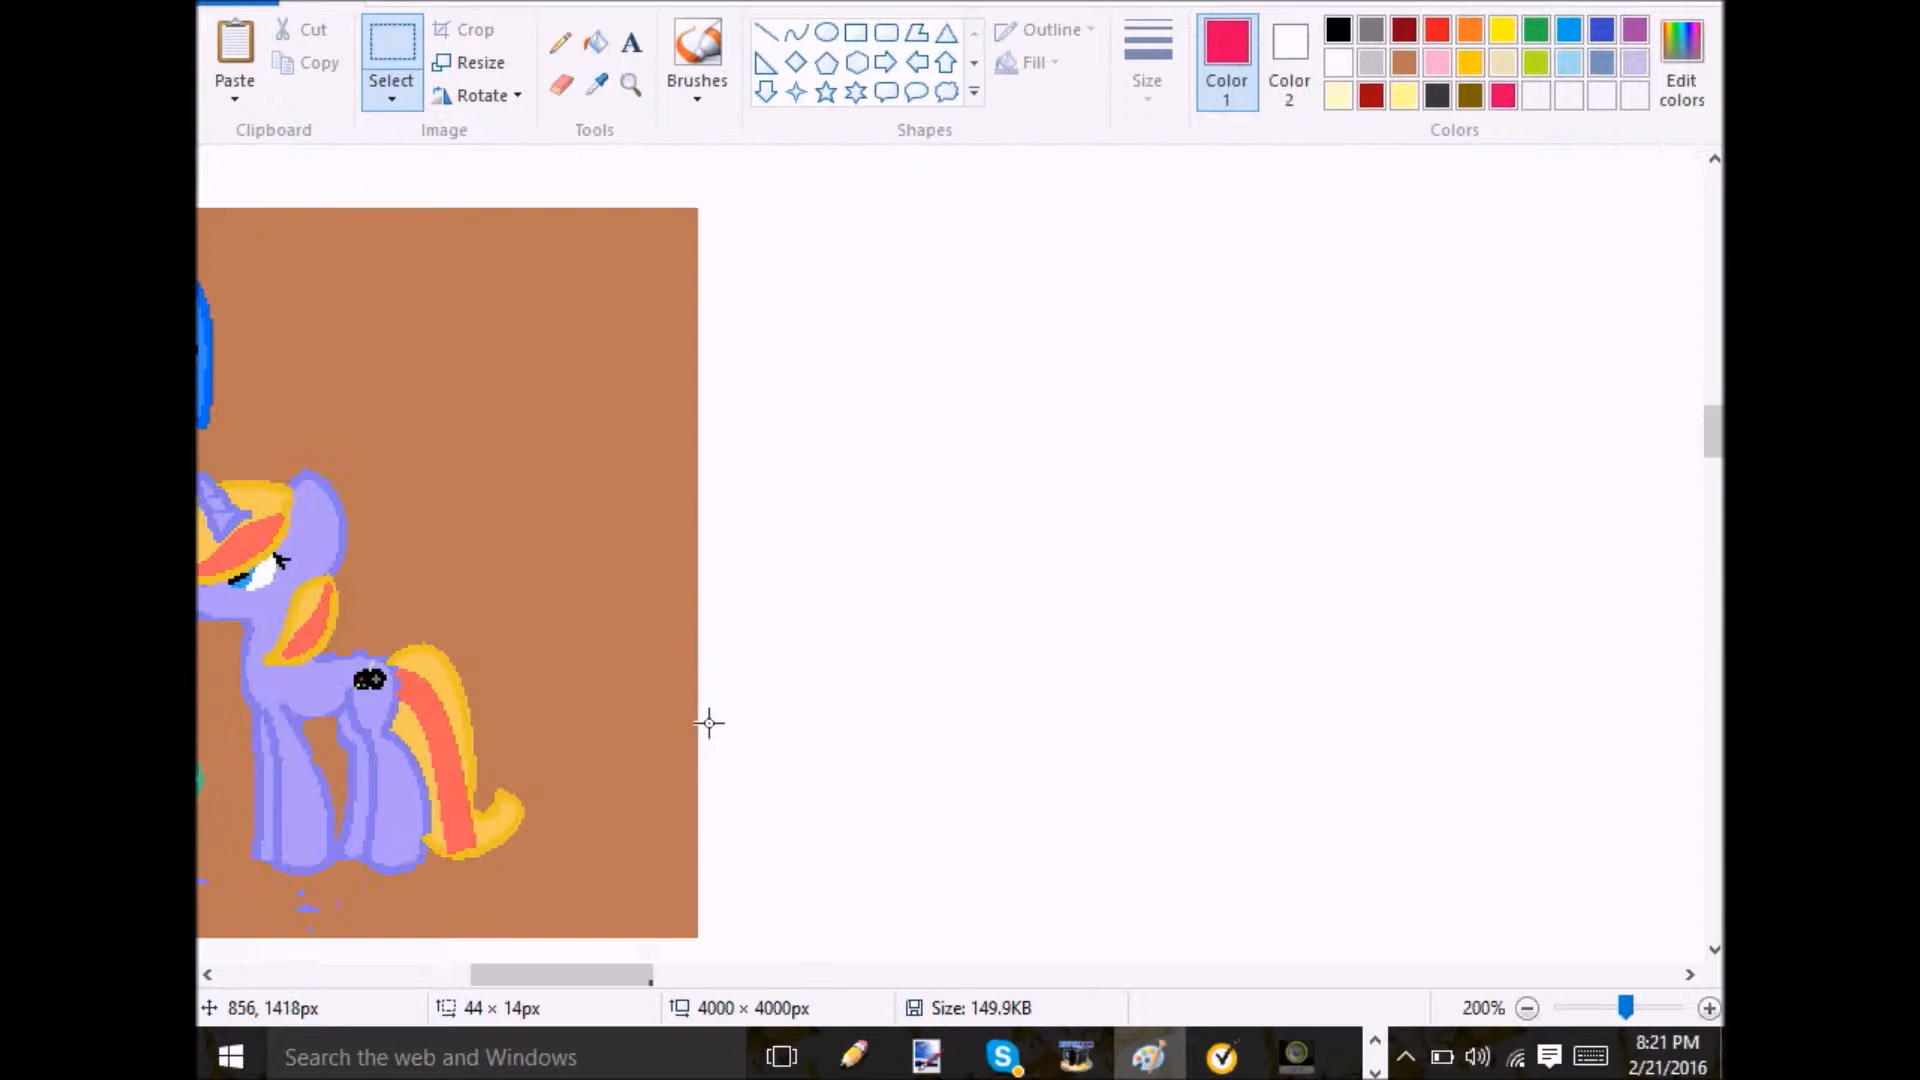 Paste
Cut
Copy
Clipboard
Select
Crop
Resize
Rotate
Image
A
Tools
Brushes
Shapes
Outline
Fill
Size
Color
1
Color
2
Edit
colors
Colors
856, 1418px
44 × 14px
4000 × 4000px
Size: 149.9KB
200%
Search the web and Windows
8:21 PM
2/21/2016